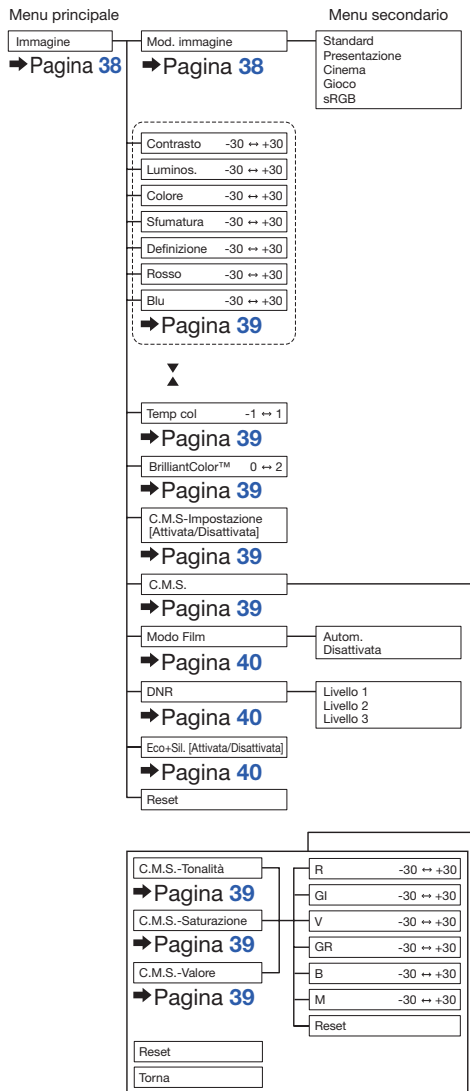 Menu principale
Menu secondario
Immagine
➡Pagina 38
Mod. immagine
➡Pagina 38
Standard
Presentazione
Cinema
Gioco
sRGB
Contrasto -30 ↔ +30
Luminos. -30 ↔ +30
Colore -30 ↔ +30
Sfumatura -30 ↔ +30
Definizione -30 ↔ +30
Rosso -30 ↔ +30
Blu -30 ↔ +30
➡Pagina 39
Temp col -1 ↔ 1
➡Pagina 39
BrilliantColor™ 0 ↔ 2
➡Pagina 39
C.M.S-Impostazione
[Attivata/Disattivata]
➡Pagina 39
C.M.S.
➡Pagina 39
Modo Film
➡Pagina 40
Autom.
Disattivata
DNR
➡Pagina 40
Livello 1
Livello 2
Livello 3
Eco+Sil. [Attivata/Disattivata]
➡Pagina 40
Reset
C.M.S.-Tonalità
➡Pagina 39
C.M.S.-Saturazione
➡Pagina 39
C.M.S.-Valore
➡Pagina 39
R -30 ↔ +30
GI -30 ↔ +30
V -30 ↔ +30
GR -30 ↔ +30
B -30 ↔ +30
M -30 ↔ +30
Reset
Reset
Torna